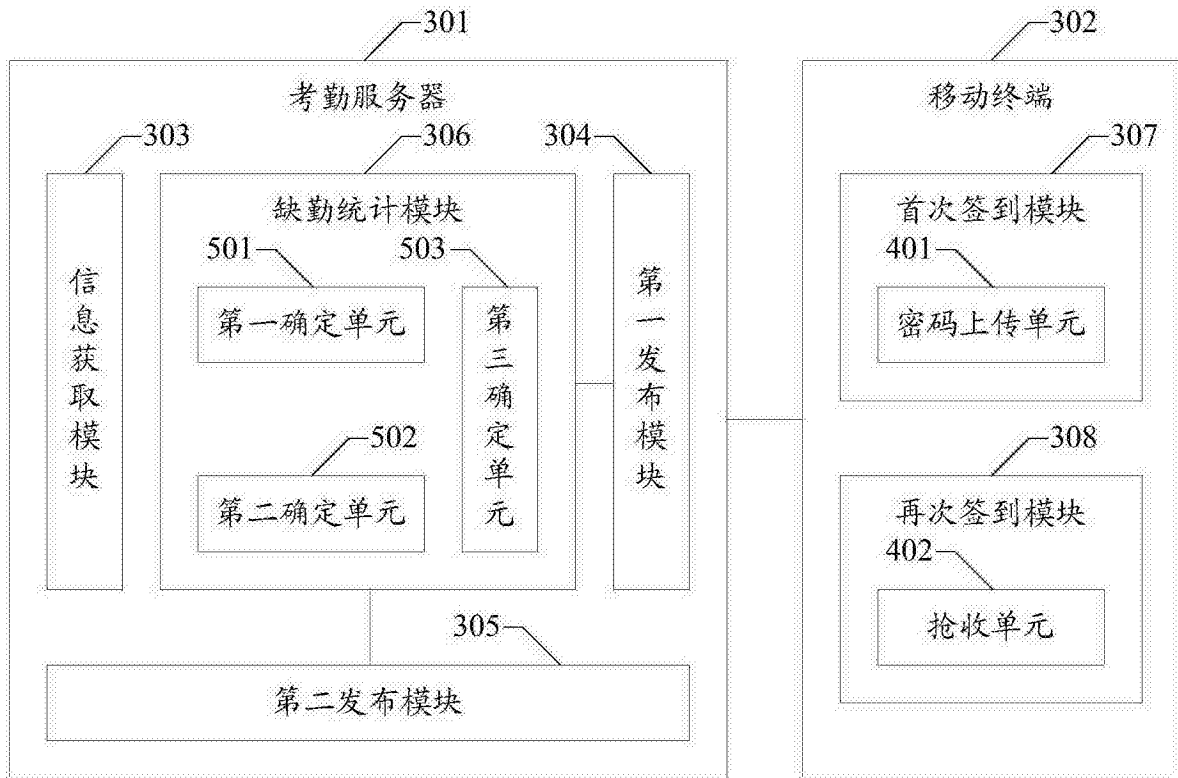 301
302
考勤服务器
移动终端
303
306
304
307
缺勤统计模块
首次签到模块
501
503
401
信息获取模块
第一确定单元
第三确定单元
第一发布模块
密码上传单元
502
308
第二确定单元
再次签到模块
402
抢收单元
305
第二发布模块